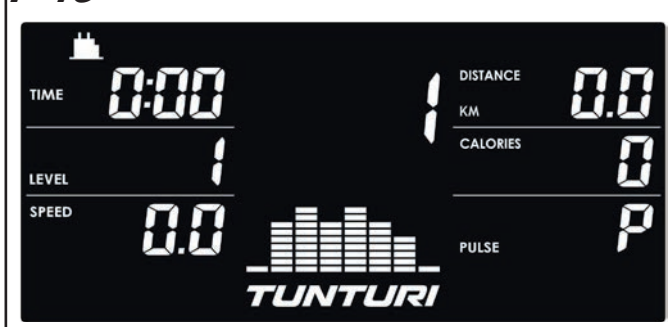 TIME 0:00
LEVEL 1
SPEED 0.0
1
DISTANCE 0.0
KM
CALORIES 0
PULSE P
TUNTURI